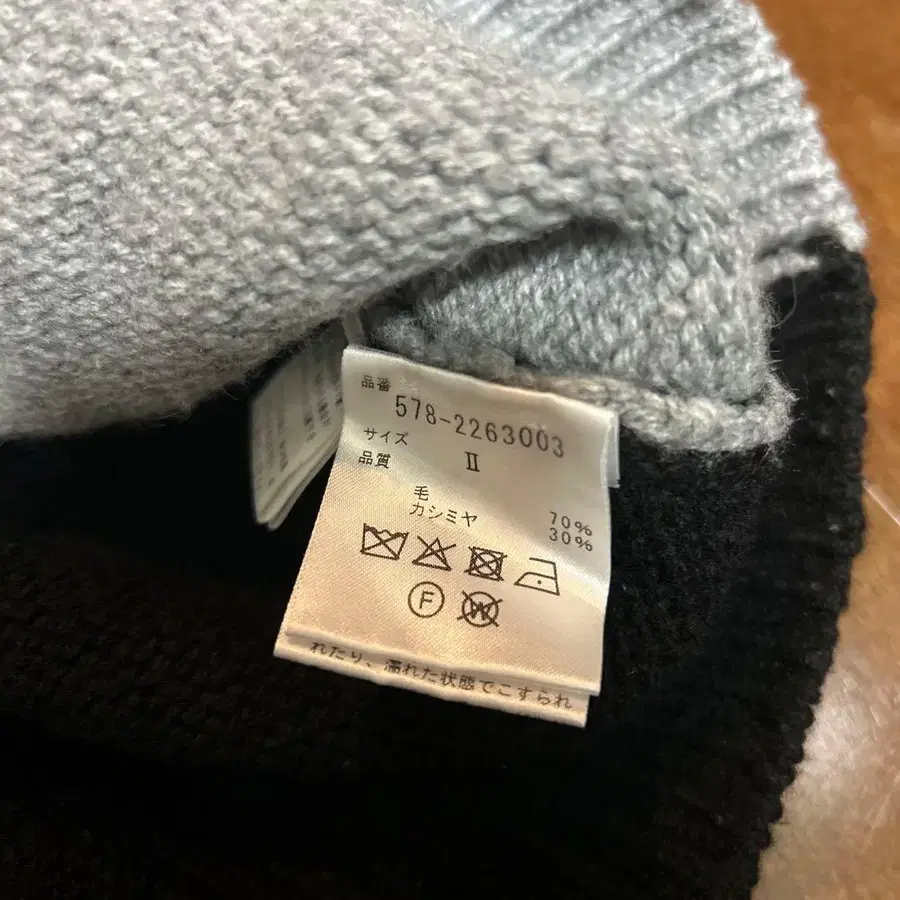 品番
578-2263003
サイズ Ⅱ
品質
毛 70%
カシミヤ 30%
F W
れたり、濡れた状態でこすられ